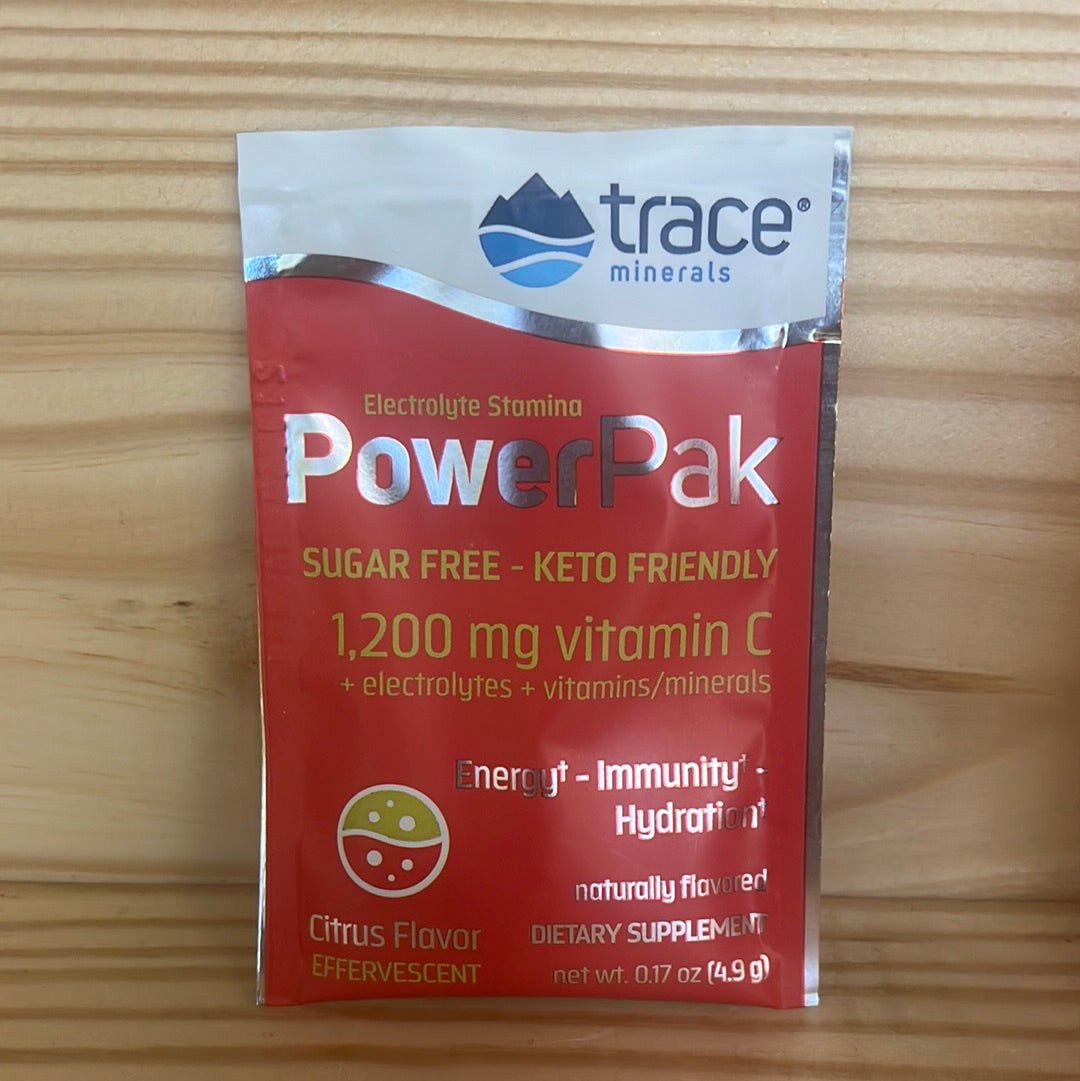 trace®
minerals
Electrolyte Stamina
PowerPak
SUGAR FREE - KETO FRIENDLY
1,200 mg vitamin C
+ electrolytes + vitamins/minerals
Energy† - Immunity† -
Hydration†
naturally flavored
Citrus Flavor
EFFERVESCENT
DIETARY SUPPLEMENT
net wt. 0.17 oz (4.9 g)